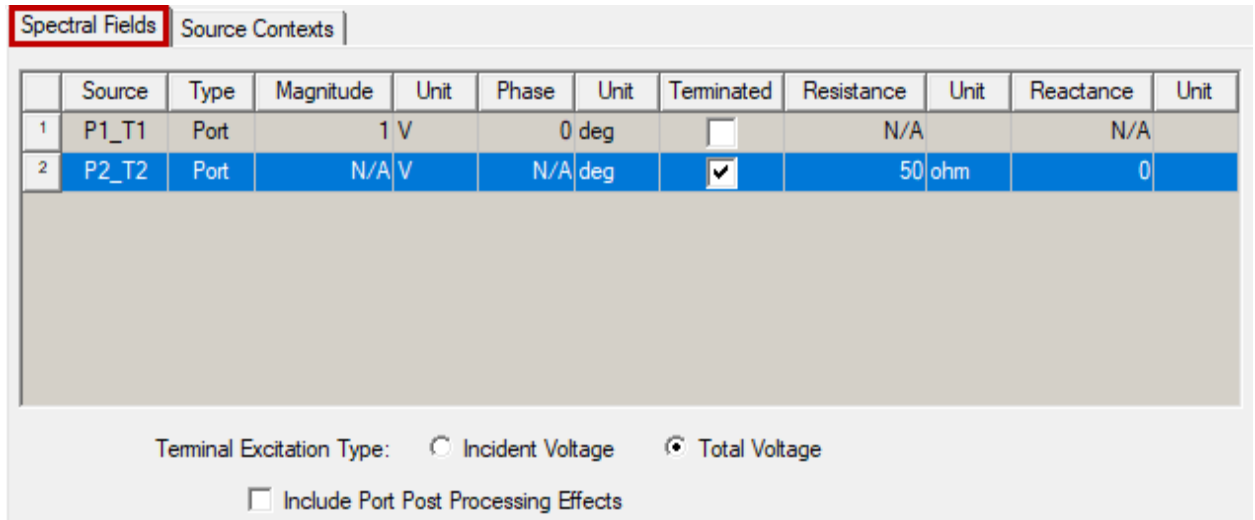 Spectral Fields Source Contexts
Source Type Magnitude Unit Phase Unit Terminated Resistance Unit Reactance Unit
1 P1_T1 Port 1 V 0 deg N/A N/A
2 P2_T2 Port N/A V N/A deg 50 ohm 0
Terminal Excitation Type: Incident Voltage Total Voltage
Include Port Post Processing Effects